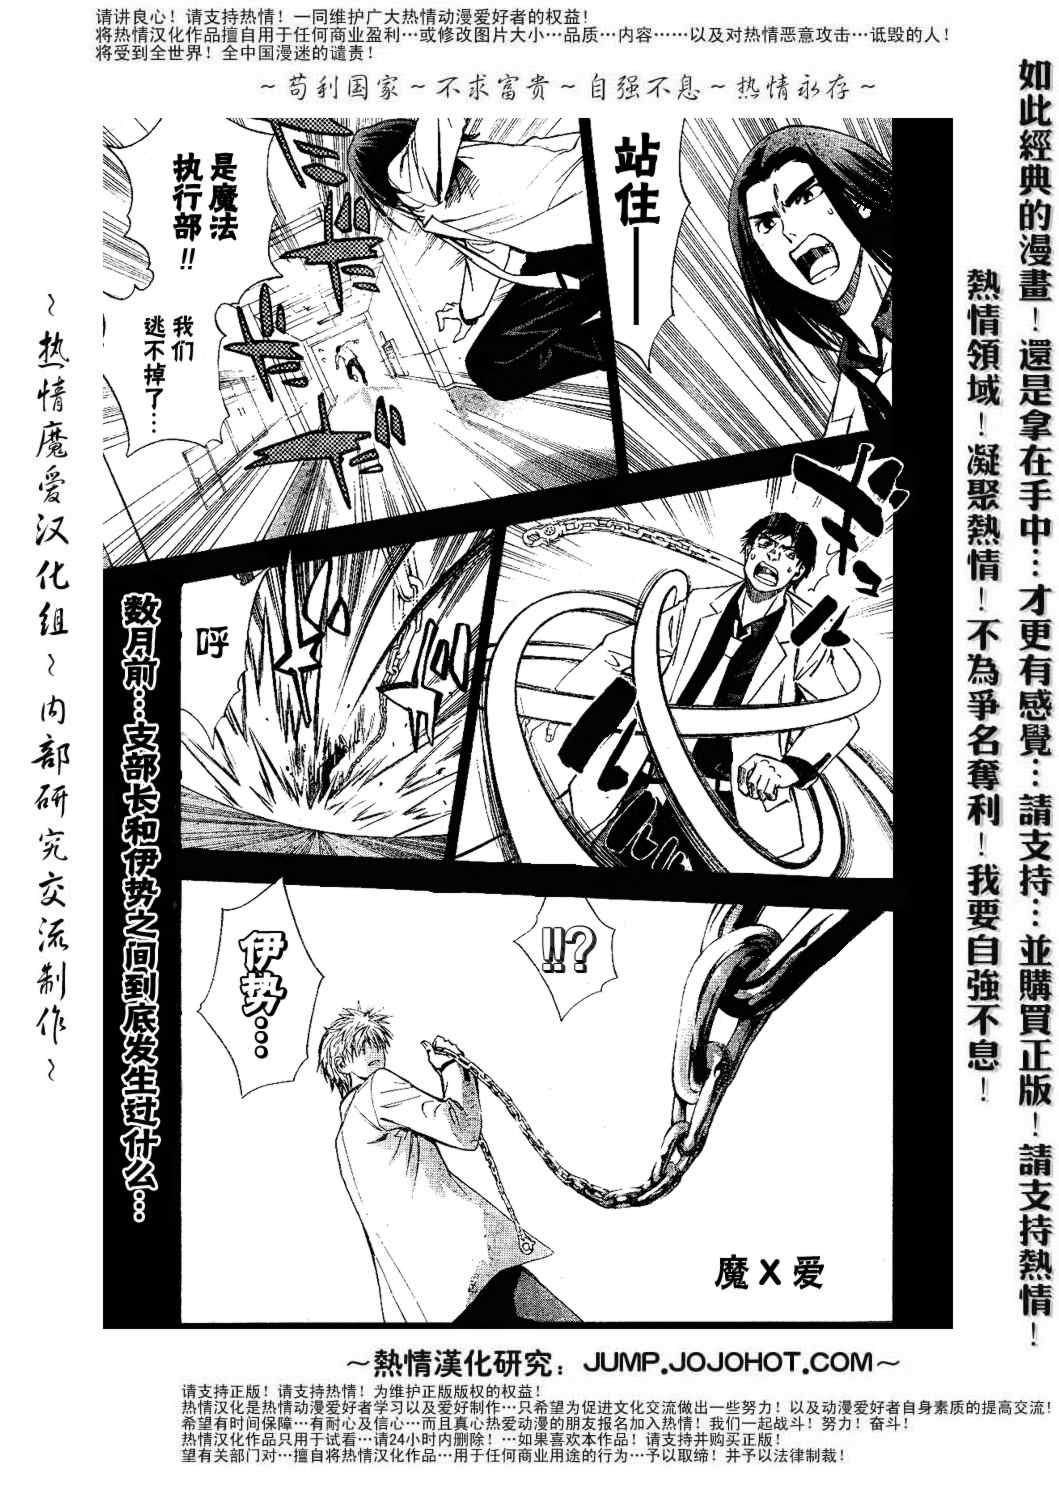 请讲良心！请支持热情！一同维护广大热情动漫爱好者的权益！
将热情汉化作品擅自用于任何商业盈利…或修改图片大小…品质…内容……以及对热情恶意攻击…诋毁的人！
将受到全世界！全中国漫迷的谴责！
～苟利国家～不求富贵～自强不息～热情永存～
如此經典的漫畫！還是拿在手中…才更有感覺…請支持…並購買正版！請支持熱情！
熱情領域！凝聚熱情！不為爭名奪利！我要自強不息！
站住——
是魔法
执行部!!
我们
逃不掉了…
呼
数月前…支部长和伊势之间到底发生过什么…
!!?
伊势…
魔X爱
～热情魔爱汉化组～内部研究交流制作～
～熱情漢化研究：JUMP.JOJOHOT.COM～
请支持正版！请支持热情！为维护正版版权的权益！
热情汉化是热情动漫爱好者学习以及爱好制作…只希望为促进文化交流做出一些努力！以及动漫爱好者自身素质的提高交流！
希望有时间保障…有耐心及信心…而且真心热爱动漫的朋友报名加入热情！我们一起战斗！努力！奋斗！
热情汉化作品只用于试看…请24小时内删除！…如果喜欢本作品！请支持并购买正版！
望有关部门对…擅自将热情汉化作品…用于任何商业用途的行为…予以取缔！并予以法律制裁！